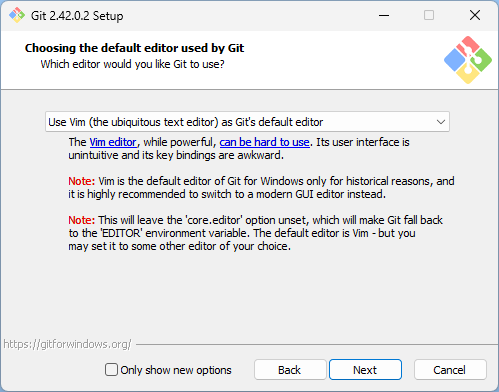 Git 2.42.0.2 Setup
Choosing the default editor used by Git
Which editor would you like Git to use?
Use Vim (the ubiquitous text editor) as Git's default editor
The Vim editor, while powerful, can be hard to use. Its user interface is
unintuitive and its key bindings are awkward.
Note: Vim is the default editor of Git for Windows only for historical reasons, and
it is highly recommended to switch to a modern GUI editor instead.
Note: This will leave the 'core.editor' option unset, which will make Git fall back
to the 'EDITOR' environment variable. The default editor is Vim - but you
may set it to some other editor of your choice.
https://gitforwindows.org/
Only show new options
Back
Next
Cancel